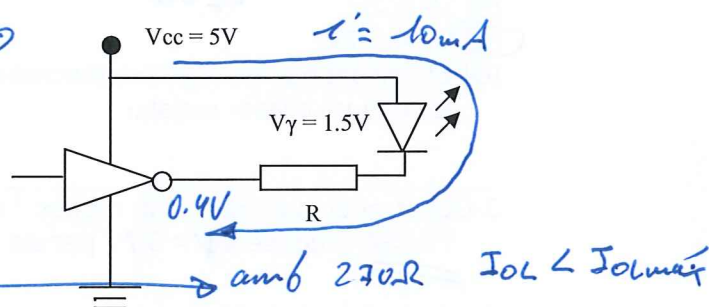 Vcc = 5V
i = 10mA
Vγ = 1.5V
0.4V
R
amb 270Ω IOL < IOLmáx